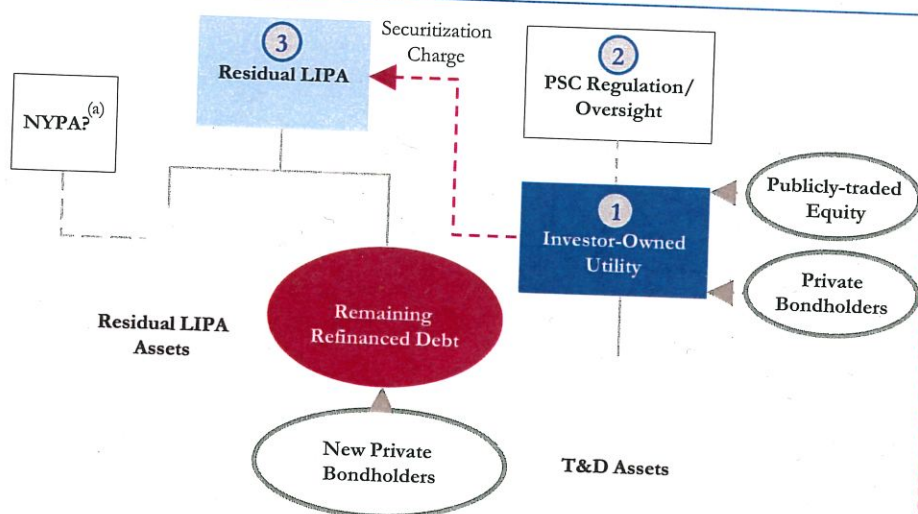 3
Residual LIPA
Securitization
Charge
2
PSC Regulation/
Oversight
NYPA?(a)
1
Investor-Owned
Utility
Publicly-traded
Equity
Private
Bondholders
Residual LIPA
Assets
Remaining
Refinanced Debt
New Private
Bondholders
T&D Assets